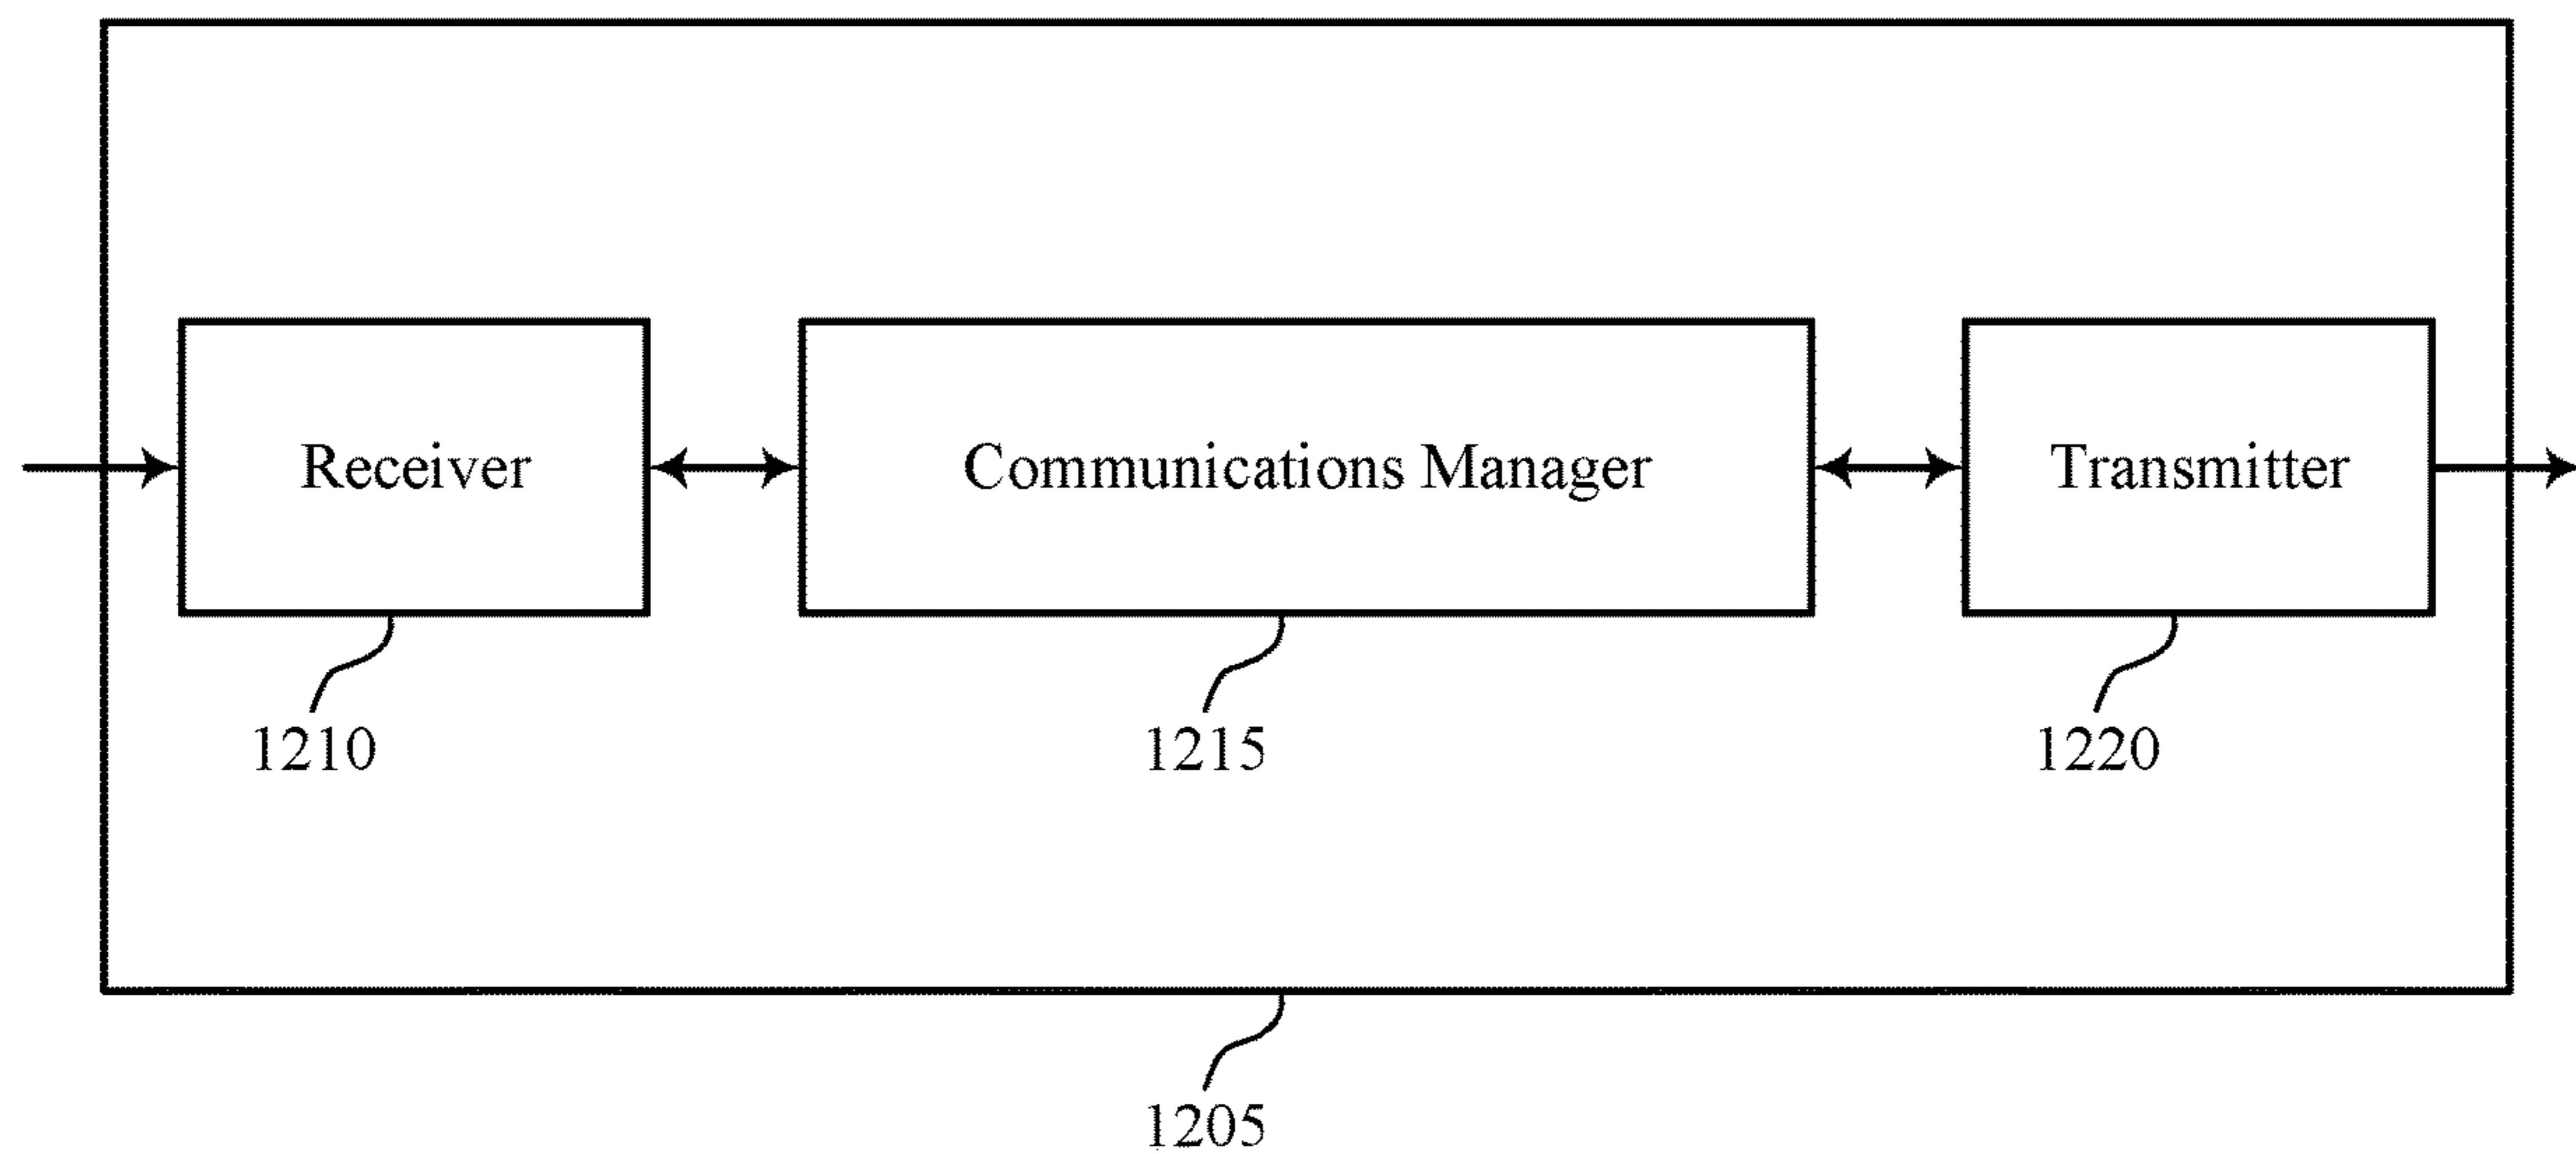 Receiver
Communications Manager
Transmitter
1210
1215
1220
1205